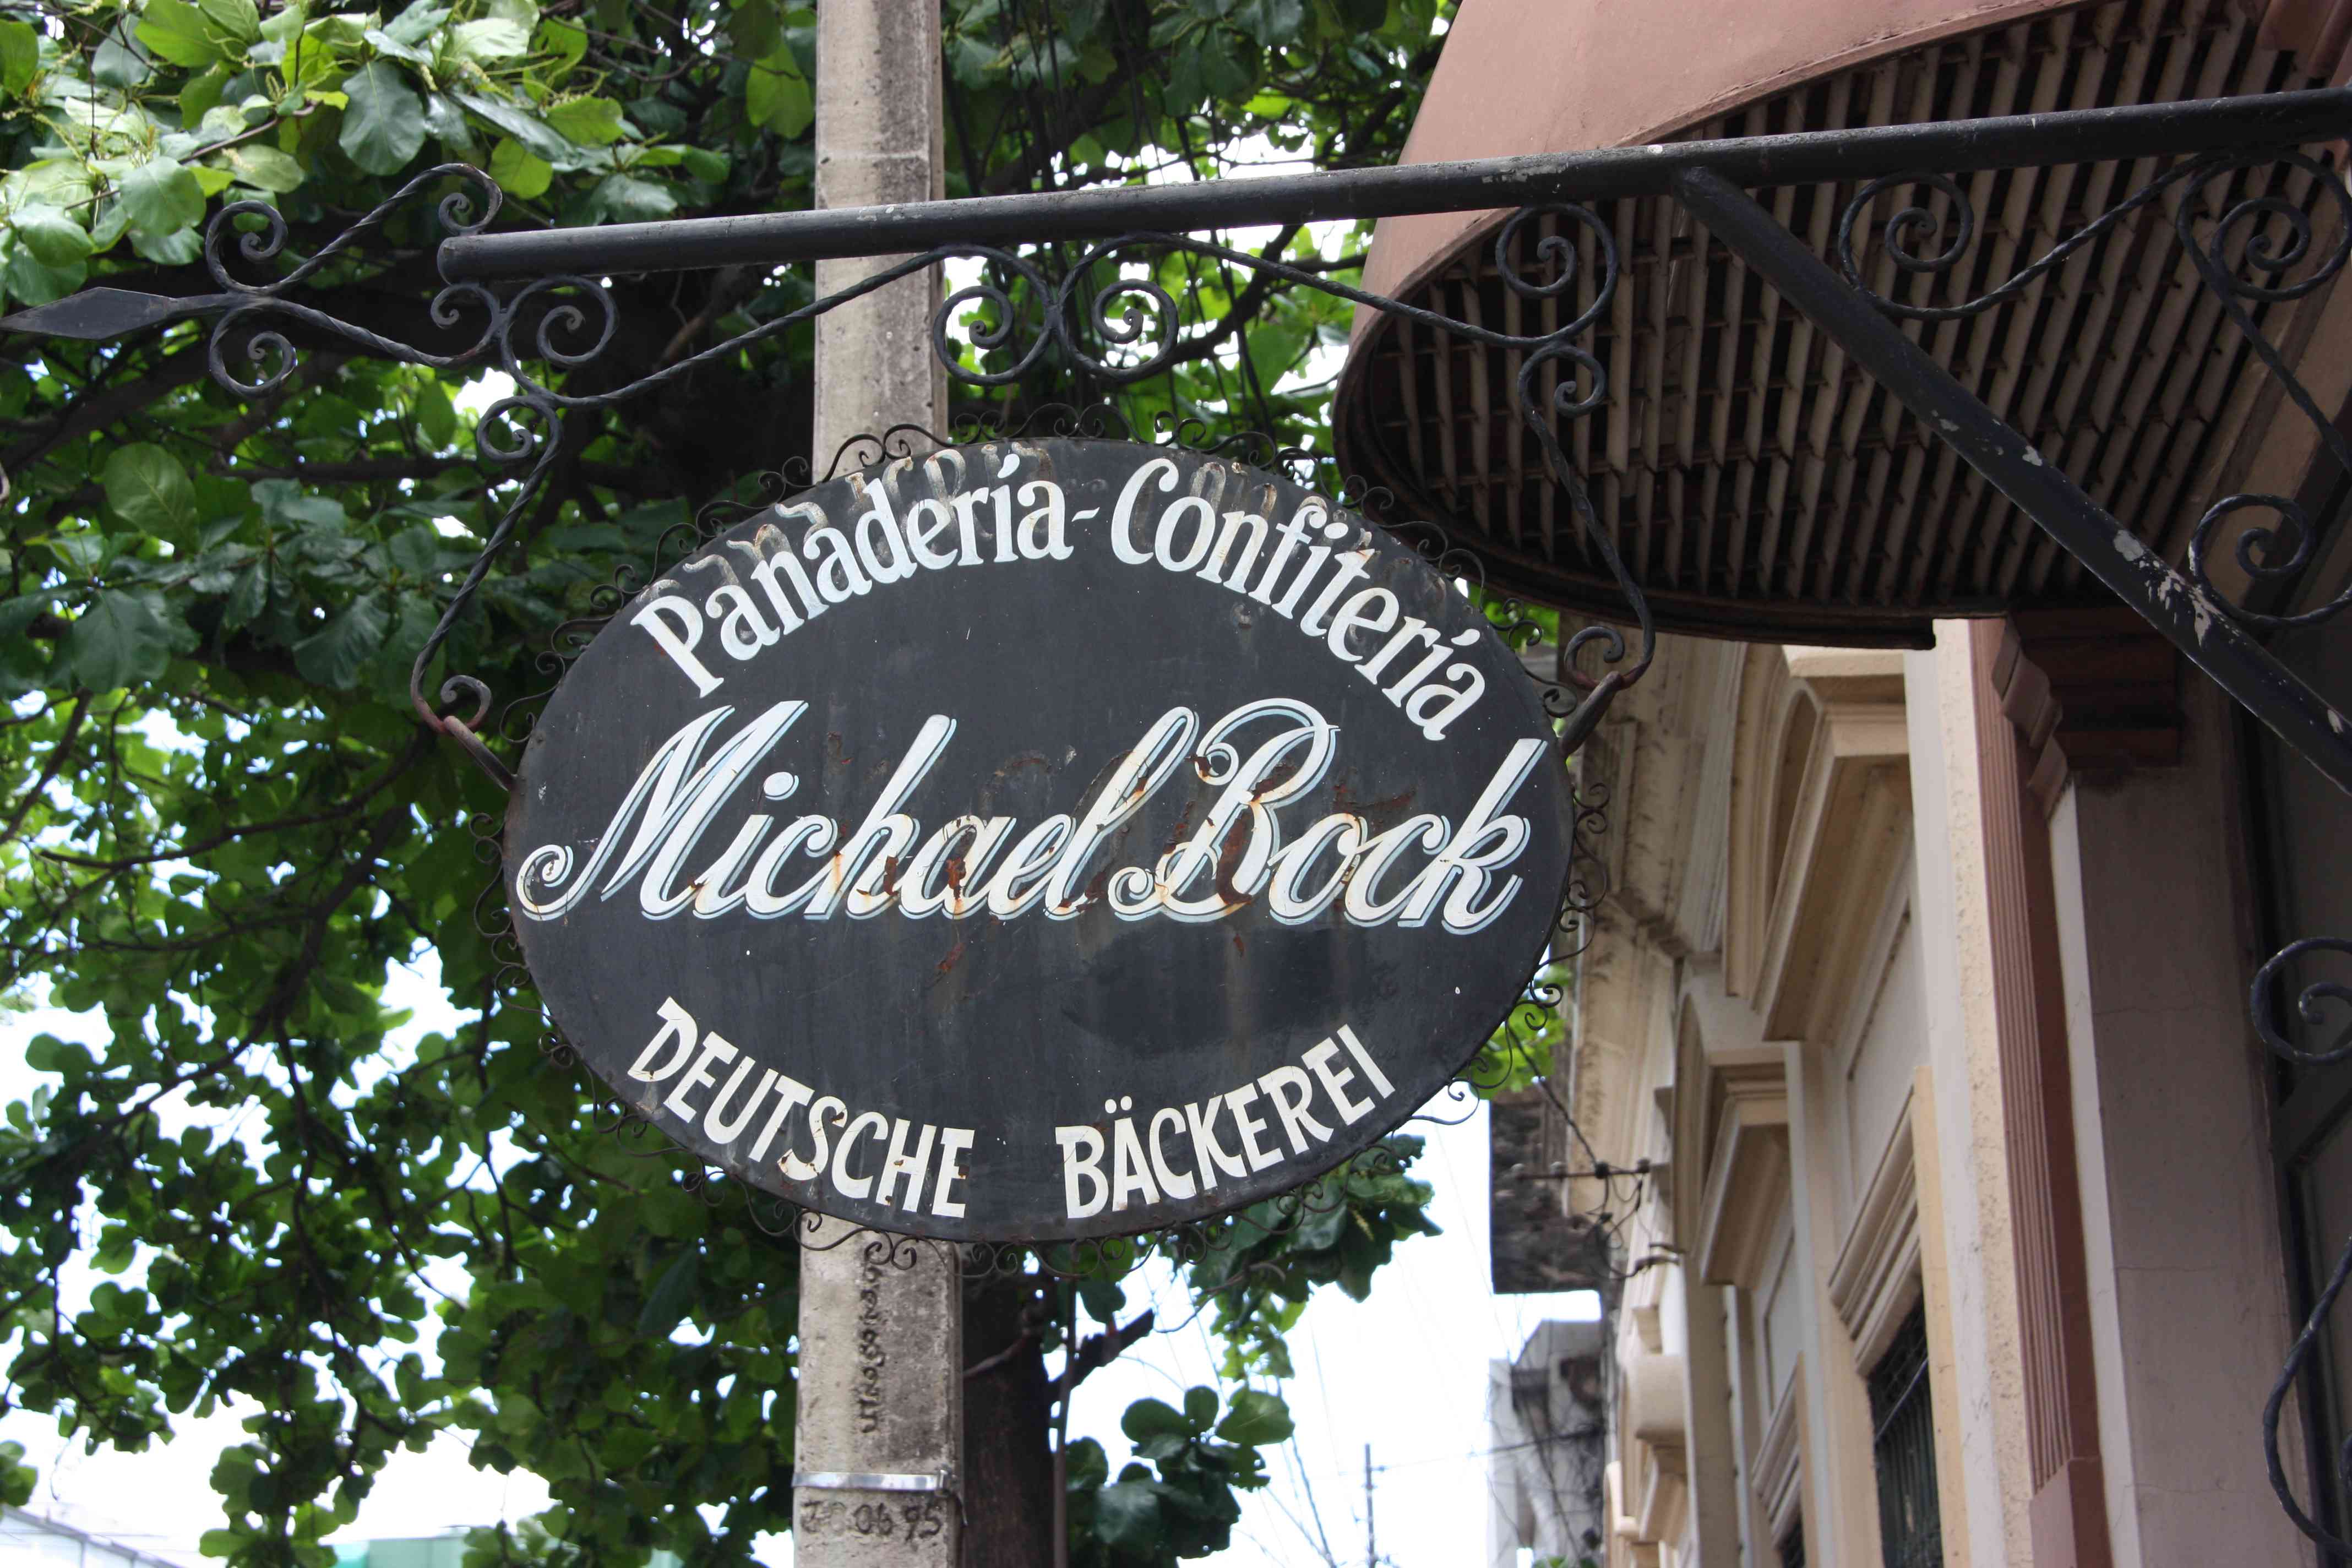 Panadería-Confitería
Michael Bock
DEUTSCHE BÄCKEREI